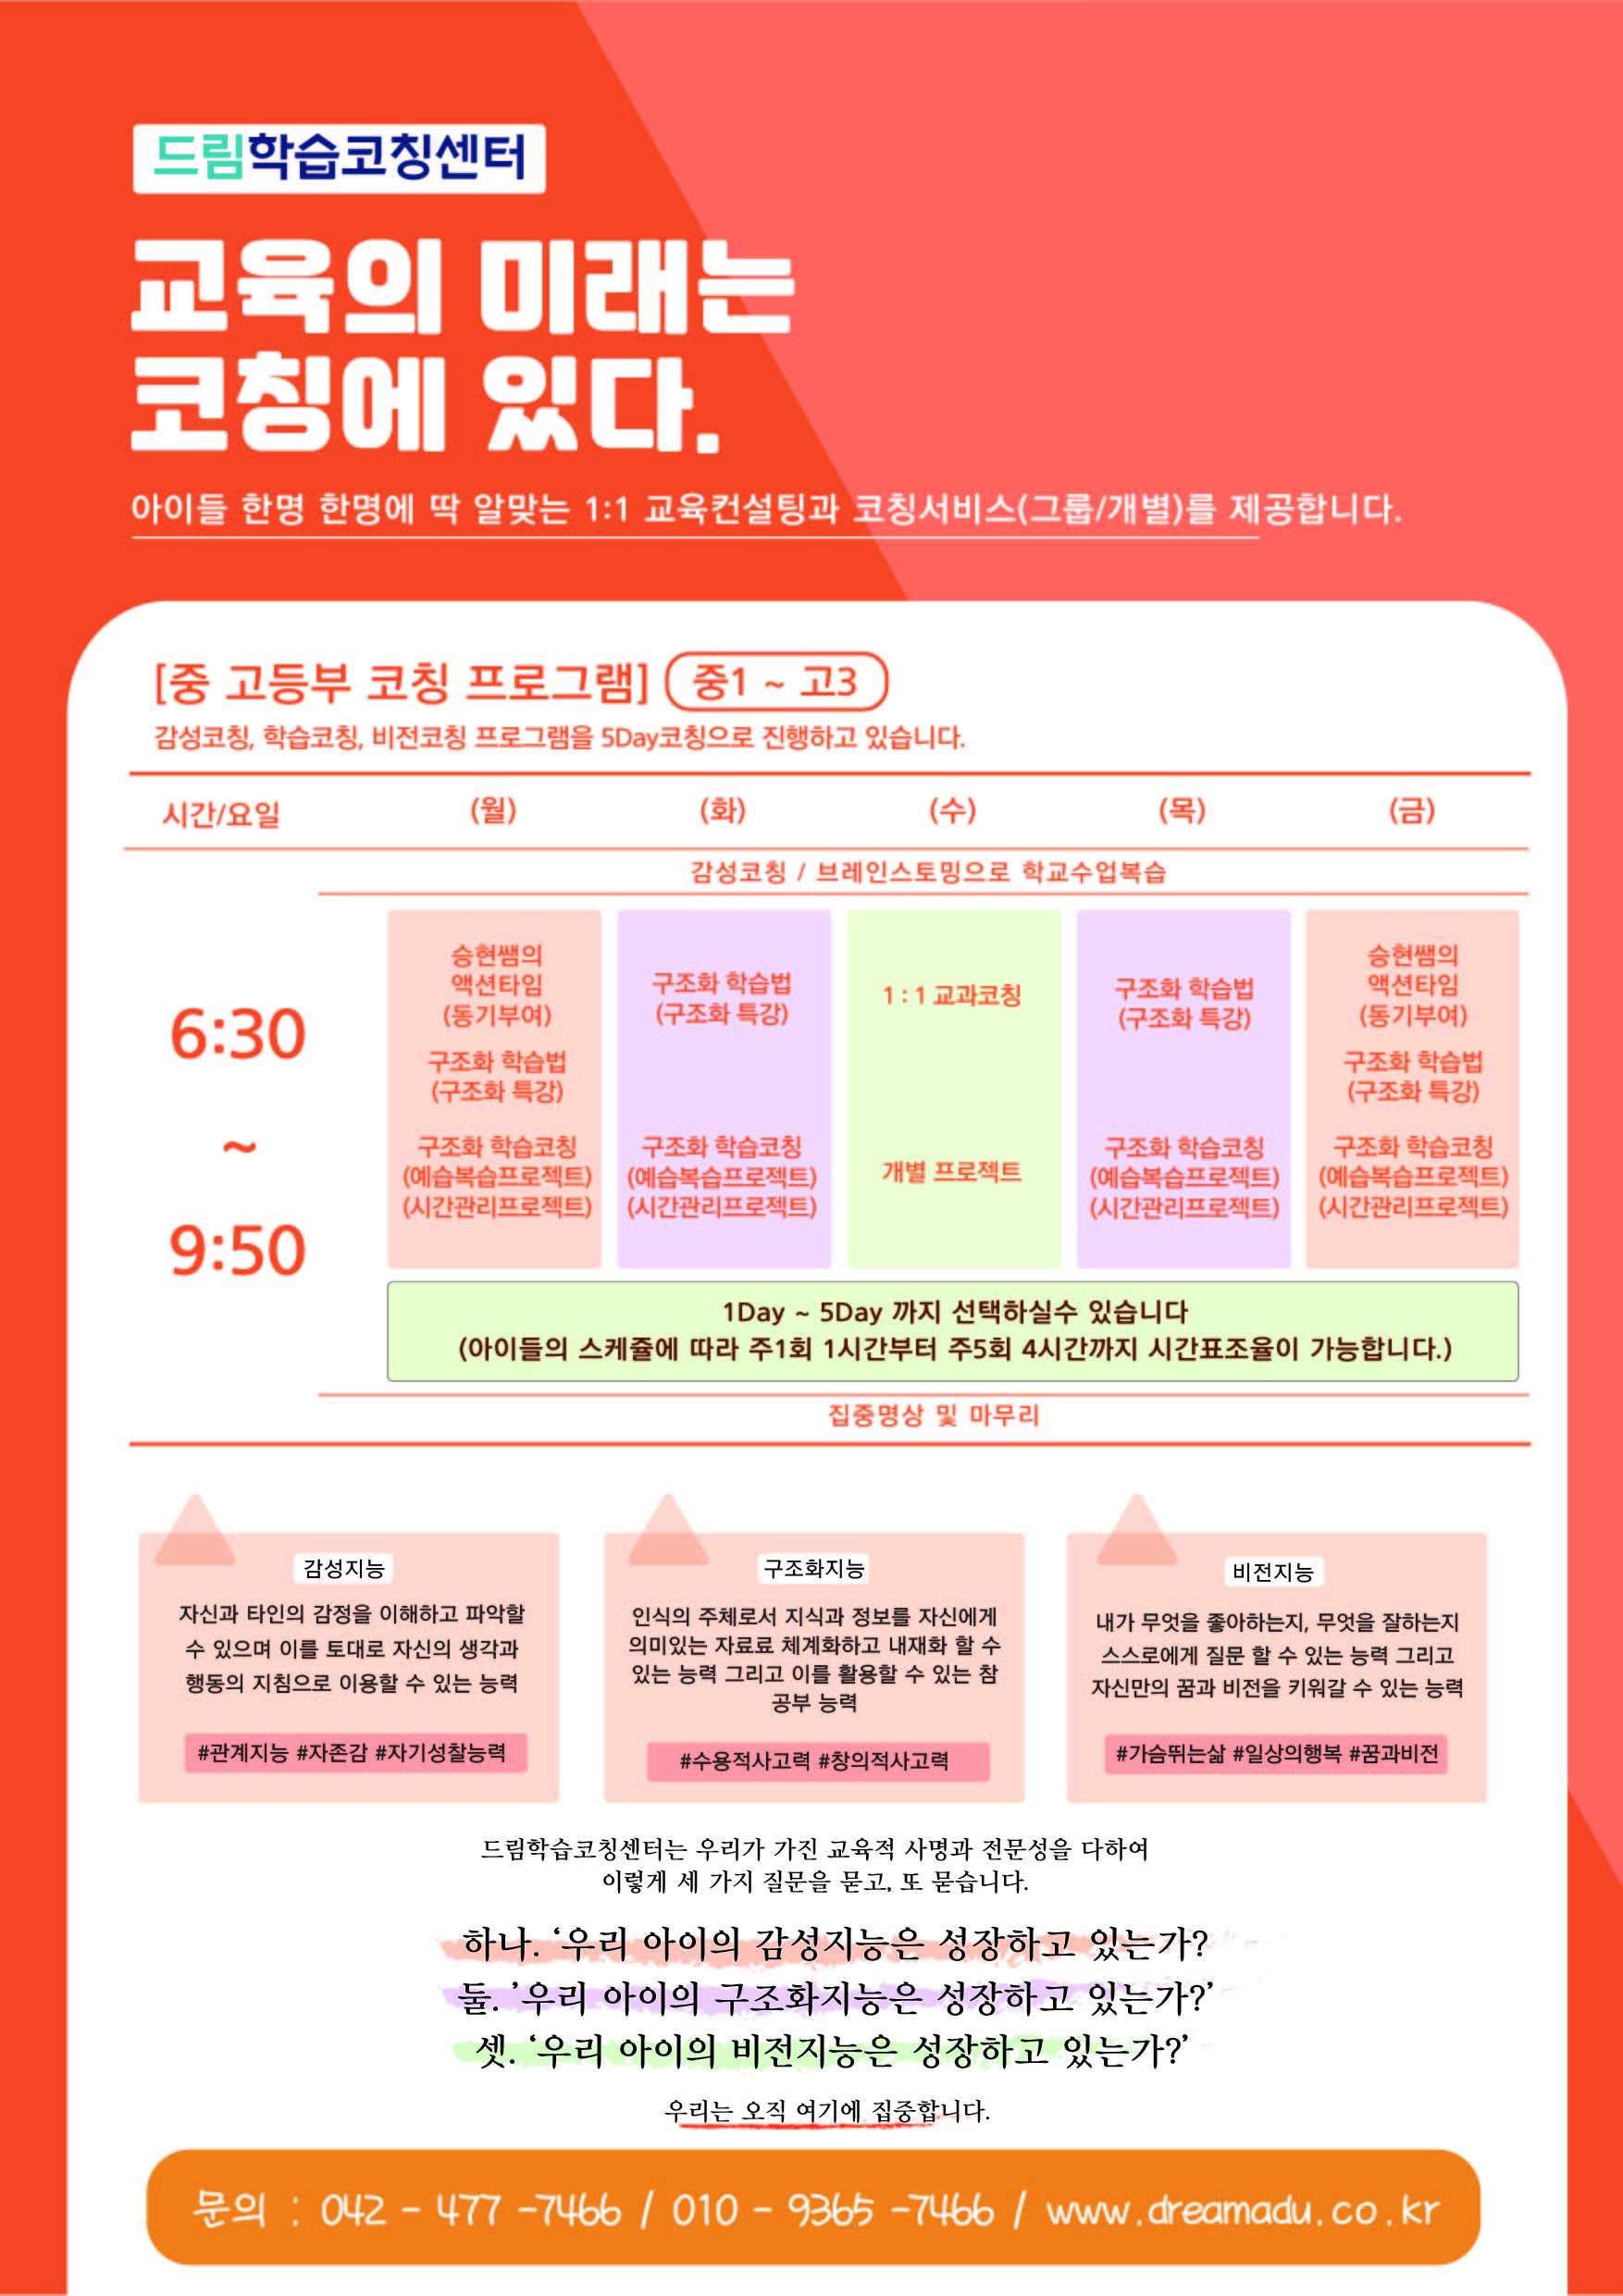 드림학습코칭센터
교육의 미래는
코칭에 있다.
아이들 한명 한명에 딱 알맞는 1:1 교육컨설팅과 코칭서비스(그룹/개별)를 제공합니다.
[중 고등부 코칭 프로그램] 중1 ~ 고3
감성코칭, 학습코칭, 비전코칭 프로그램을 5Day코칭으로 진행하고 있습니다.
시간/요일 (월) (화) (수) (목) (금)
감성코칭 / 브레인스토밍으로 학교수업복습
6:30
~
9:50
승현쌤의
액션타임
(동기부여)
구조화 학습법
(구조화 특강)
구조화 학습코칭
(예습복습프로젝트)
(시간관리프로젝트)
구조화 학습법
(구조화 특강)
구조화 학습코칭
(예습복습프로젝트)
(시간관리프로젝트)
1 : 1 교과코칭
개별 프로젝트
구조화 학습법
(구조화 특강)
구조화 학습코칭
(예습복습프로젝트)
(시간관리프로젝트)
승현쌤의
액션타임
(동기부여)
구조화 학습법
(구조화 특강)
구조화 학습코칭
(예습복습프로젝트)
(시간관리프로젝트)
1Day ~ 5Day 까지 선택하실수 있습니다
(아이들의 스케쥴에 따라 주1회 1시간부터 주5회 4시간까지 시간표조율이 가능합니다.)
집중명상 및 마무리
감성지능
자신과 타인의 감정을 이해하고 파악할
수 있으며 이를 토대로 자신의 생각과
행동의 지침으로 이용할 수 있는 능력
#관계지능 #자존감 #자기성찰능력
구조화지능
인식의 주체로서 지식과 정보를 자신에게
의미있는 자료료 체계화하고 내재화 할 수
있는 능력 그리고 이를 활용할 수 있는 참
공부 능력
#수용적사고력 #창의적사고력
비전지능
내가 무엇을 좋아하는지, 무엇을 잘하는지
스스로에게 질문 할 수 있는 능력 그리고
자신만의 꿈과 비전을 키워갈 수 있는 능력
#가슴뛰는삶 #일상의행복 #꿈과비전
드림학습코칭센터는 우리가 가진 교육적 사명과 전문성을 다하여
이렇게 세 가지 질문을 묻고, 또 묻습니다.
하나. ‘우리 아이의 감성지능은 성장하고 있는가?
둘. ’우리 아이의 구조화지능은 성장하고 있는가?’
셋. ‘우리 아이의 비전지능은 성장하고 있는가?’
우리는 오직 여기에 집중합니다.
문의 : 042 - 477 -7466 / 010 - 9365 -7466 / www.dreamadu.co.kr